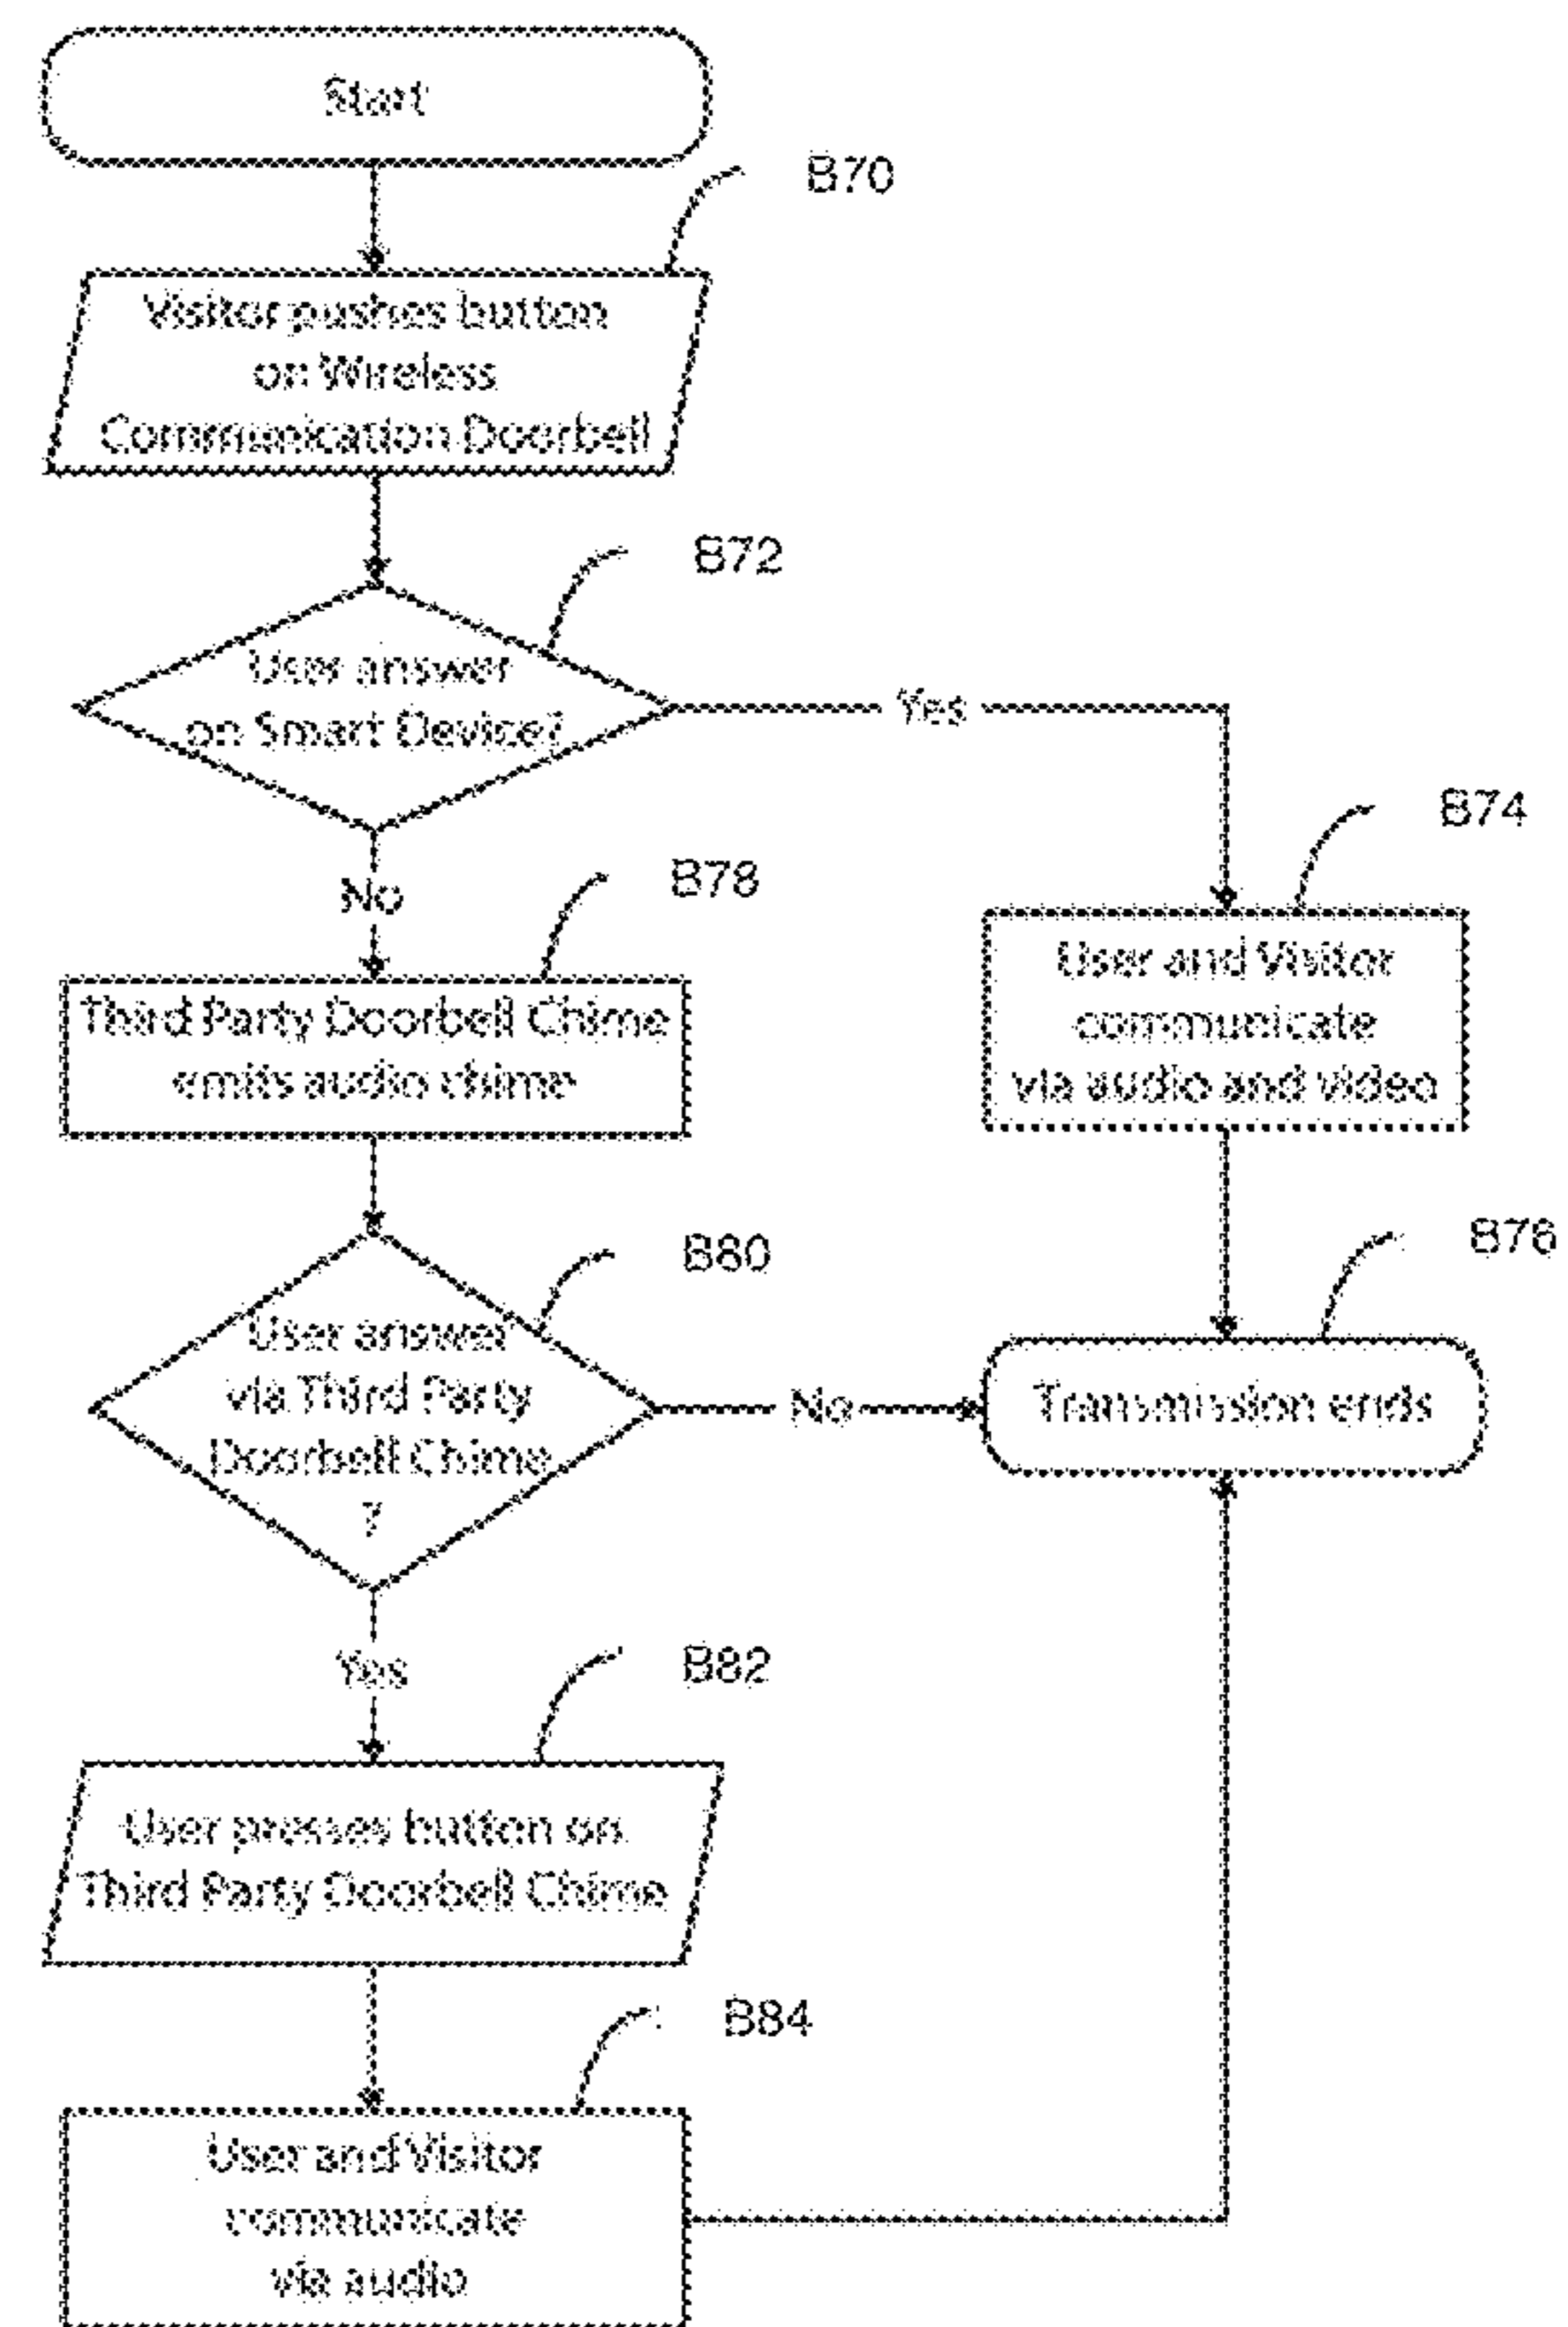 Start
B70
Visitor pushes button
on Wireless
Communication Doorbell
B72
User answer
on Smart Device?
Yes
B74
No
B78
User and Visitor
communicate
via audio and video
Third Party Doorbell Chime
emits audio chime
B76
B80
User answer
via Third Party
Doorbell Chime
?
No
Transmission ends
Yes
B82
User presses button on
Third Party Doorbell Chime
B84
User and Visitor
communicate
via audio